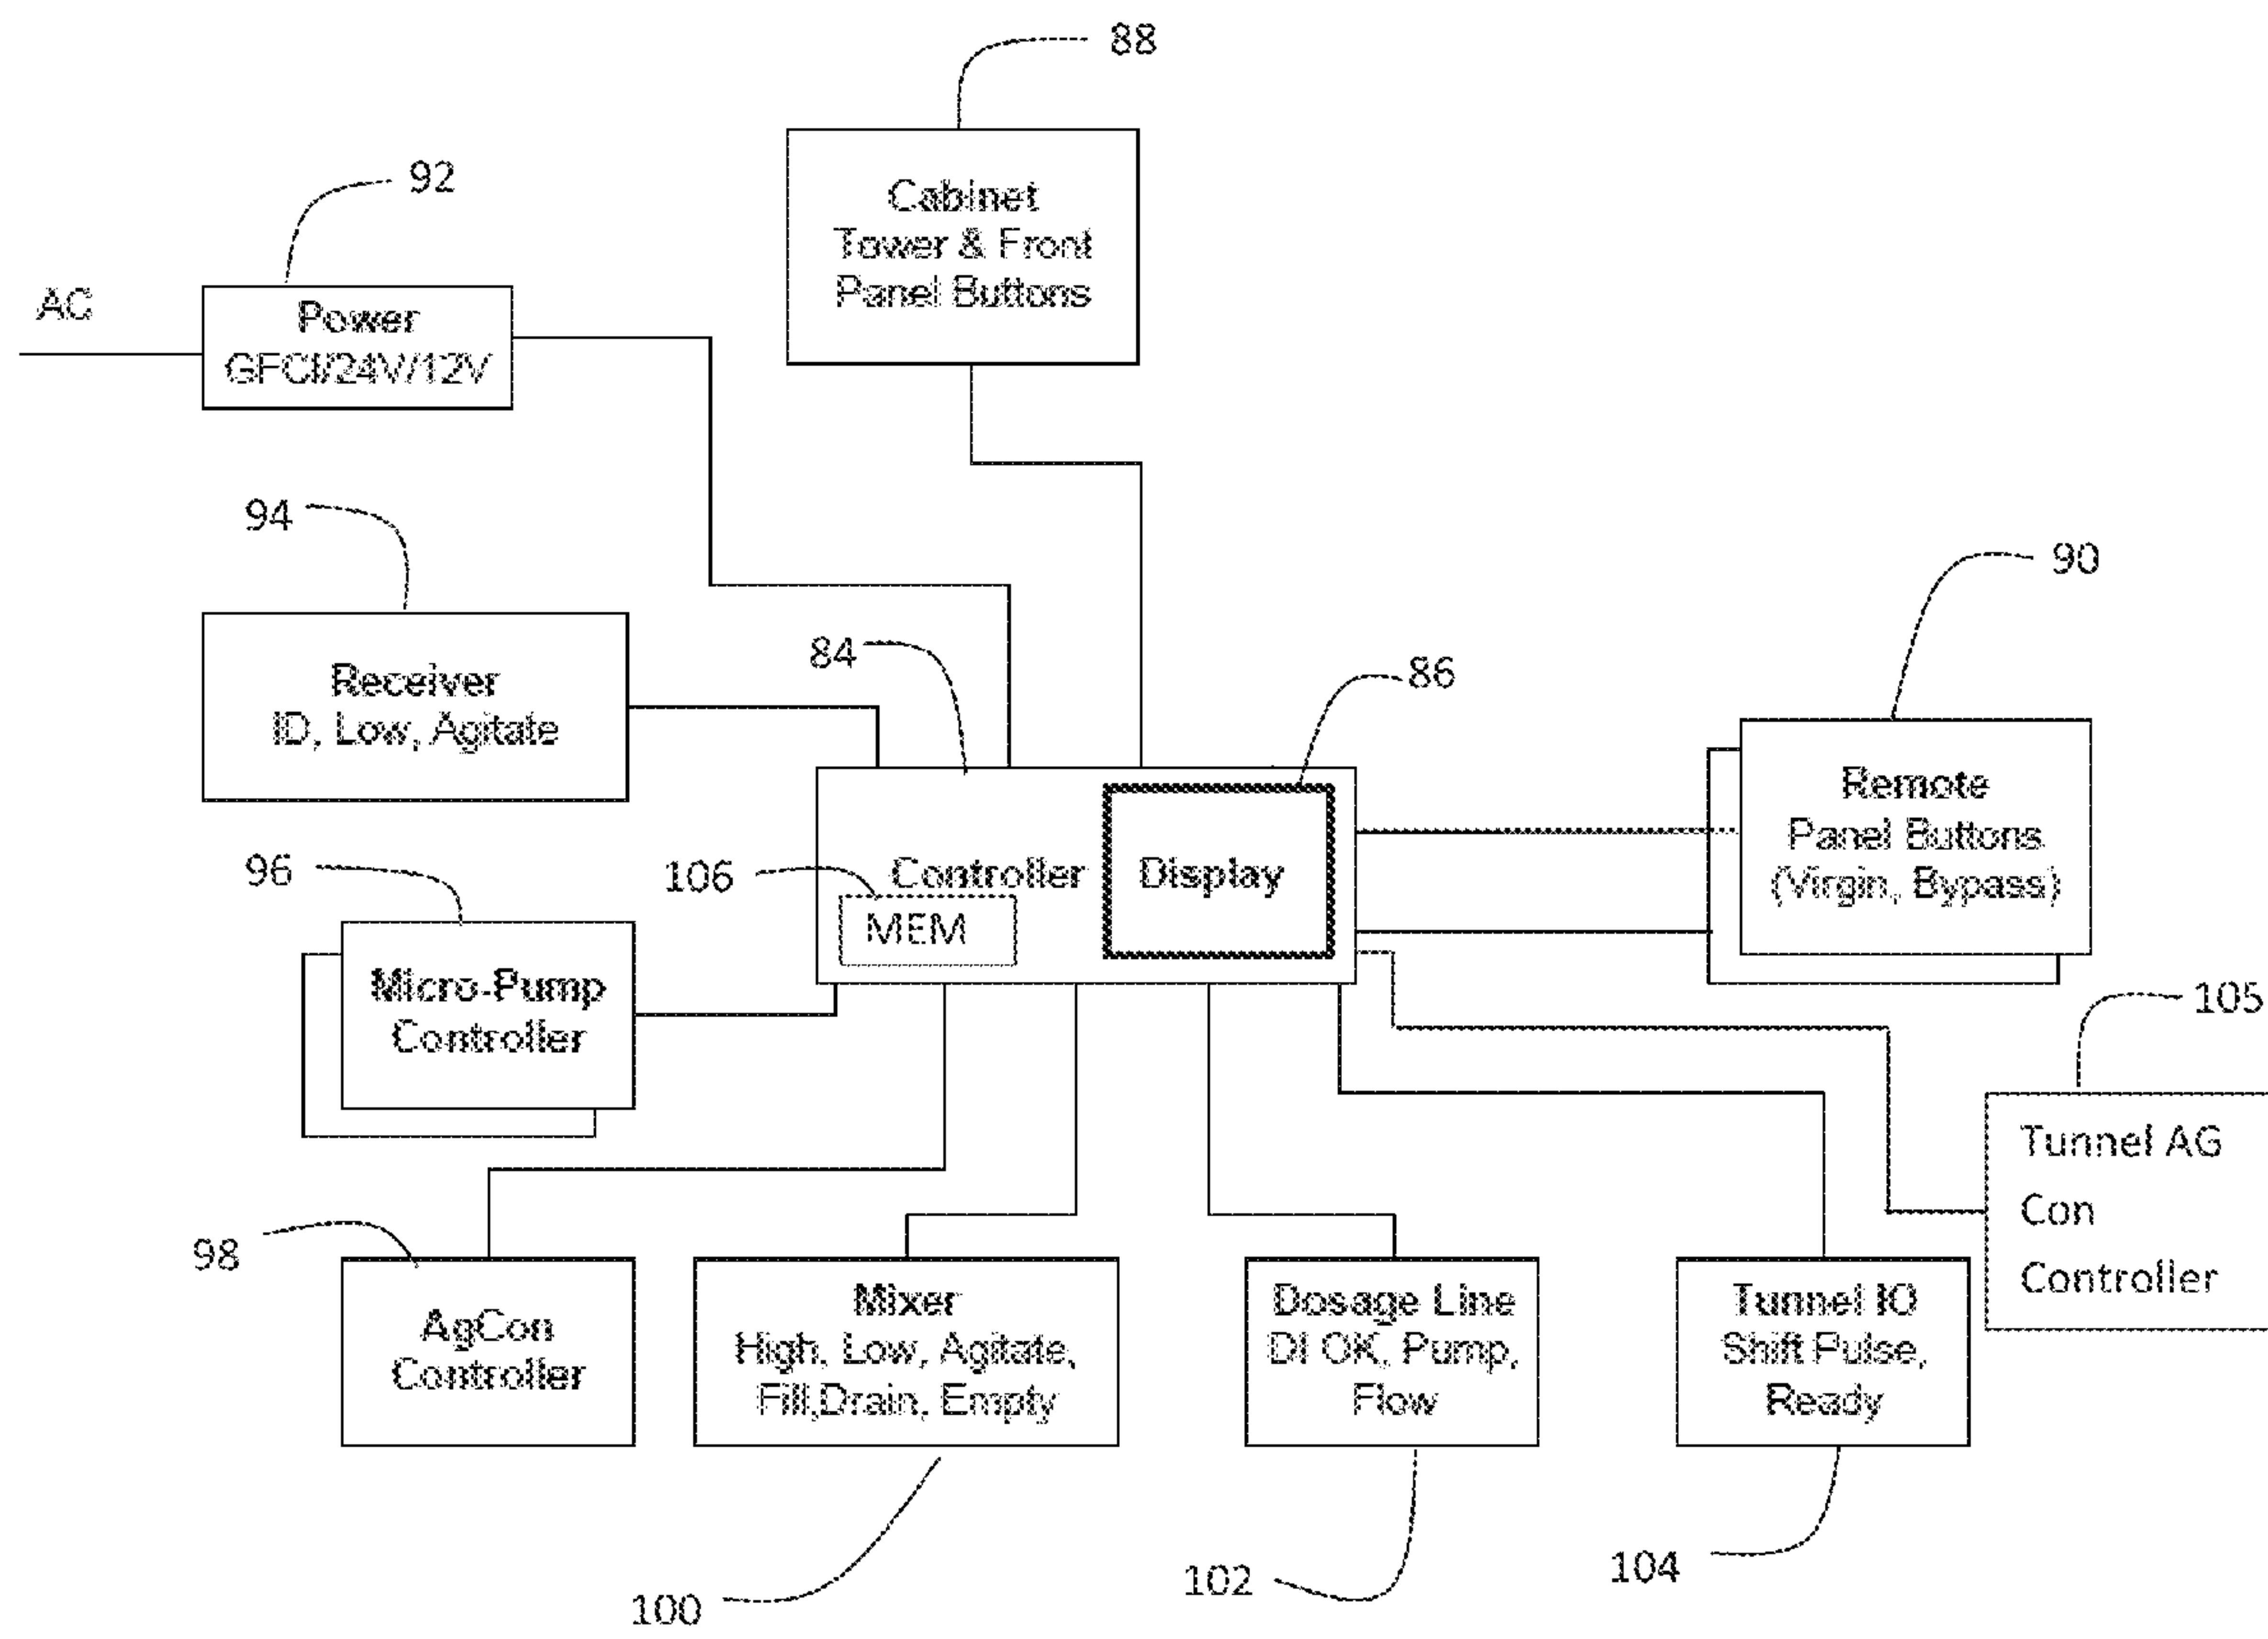 88
92
Cabinet
Tower & Front
Panel Buttons
AC
Power
GFCI/24V/12V
94
90
84
86
Receiver
ID, Low, Agitate
Remote
Panel Buttons
(Virgin, Bypass)
96
106
Controller
Display
MEM
Micro-Pump
Controller
105
Tunnel AG
Con
Controller
98
AgCon
Controller
Mixer
High, Low, Agitate,
Fill,Drain, Empty
Dosage Line
DI OK, Pump,
Flow
Tunnel IO
Shift Pulse,
Ready
100
102
104